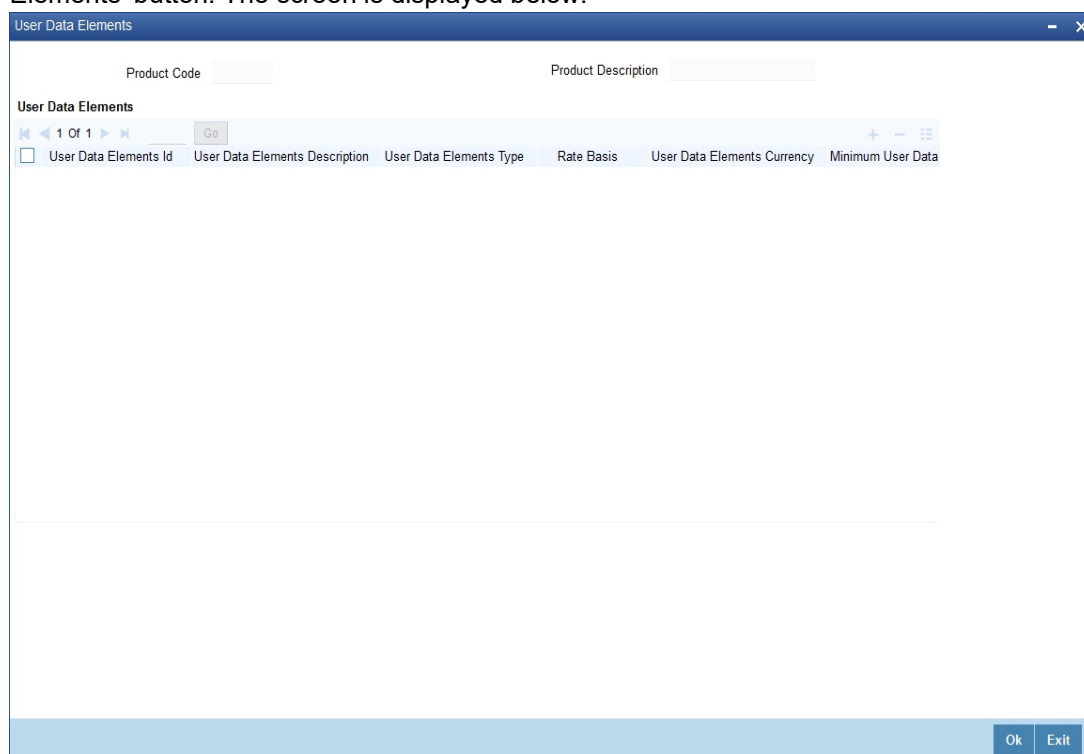 Elements' button. The screen is displayed below:
User Data Elements
Product Code Product Description
User Data Elements
1 Of 1 Go
User Data Elements Id User Data Elements Description User Data Elements Type Rate Basis User Data Elements Currency Minimum User Data
Ok Exit